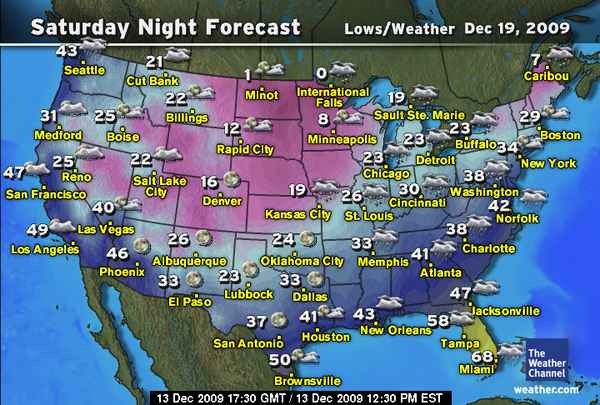 Saturday Night Forecast
Lows/Weather Dec 19, 2009
43
Seattle
21
Cut Bank
1
Minot
0
International
Falls
7
Caribou
31
Medford
25
Boise
22
Billings
12
Rapid City
8
Minneapolis
19
Sault Ste. Marie
23
Buffalo
29
Boston
34
New York
47
San Francisco
25
Reno
22
Salt Lake
City
16
Denver
19
Kansas City
26
St. Louis
23
Chicago
23
Detroit
30
Cincinnati
38
Washington
42
Norfolk
49
Los Angeles
40
Las Vegas
46
Phoenix
26
Albuquerque
24
Oklahoma City
33
Memphis
41
Atlanta
38
Charlotte
33
El Paso
23
Lubbock
33
Dallas
37
San Antonio
41
Houston
43
New Orleans
47
Jacksonville
58
Tampa
68
Miami
50
Brownsville
The
Weather
Channel
weather.com
13 Dec 2009 17:30 GMT / 13 Dec 2009 12:30 PM EST